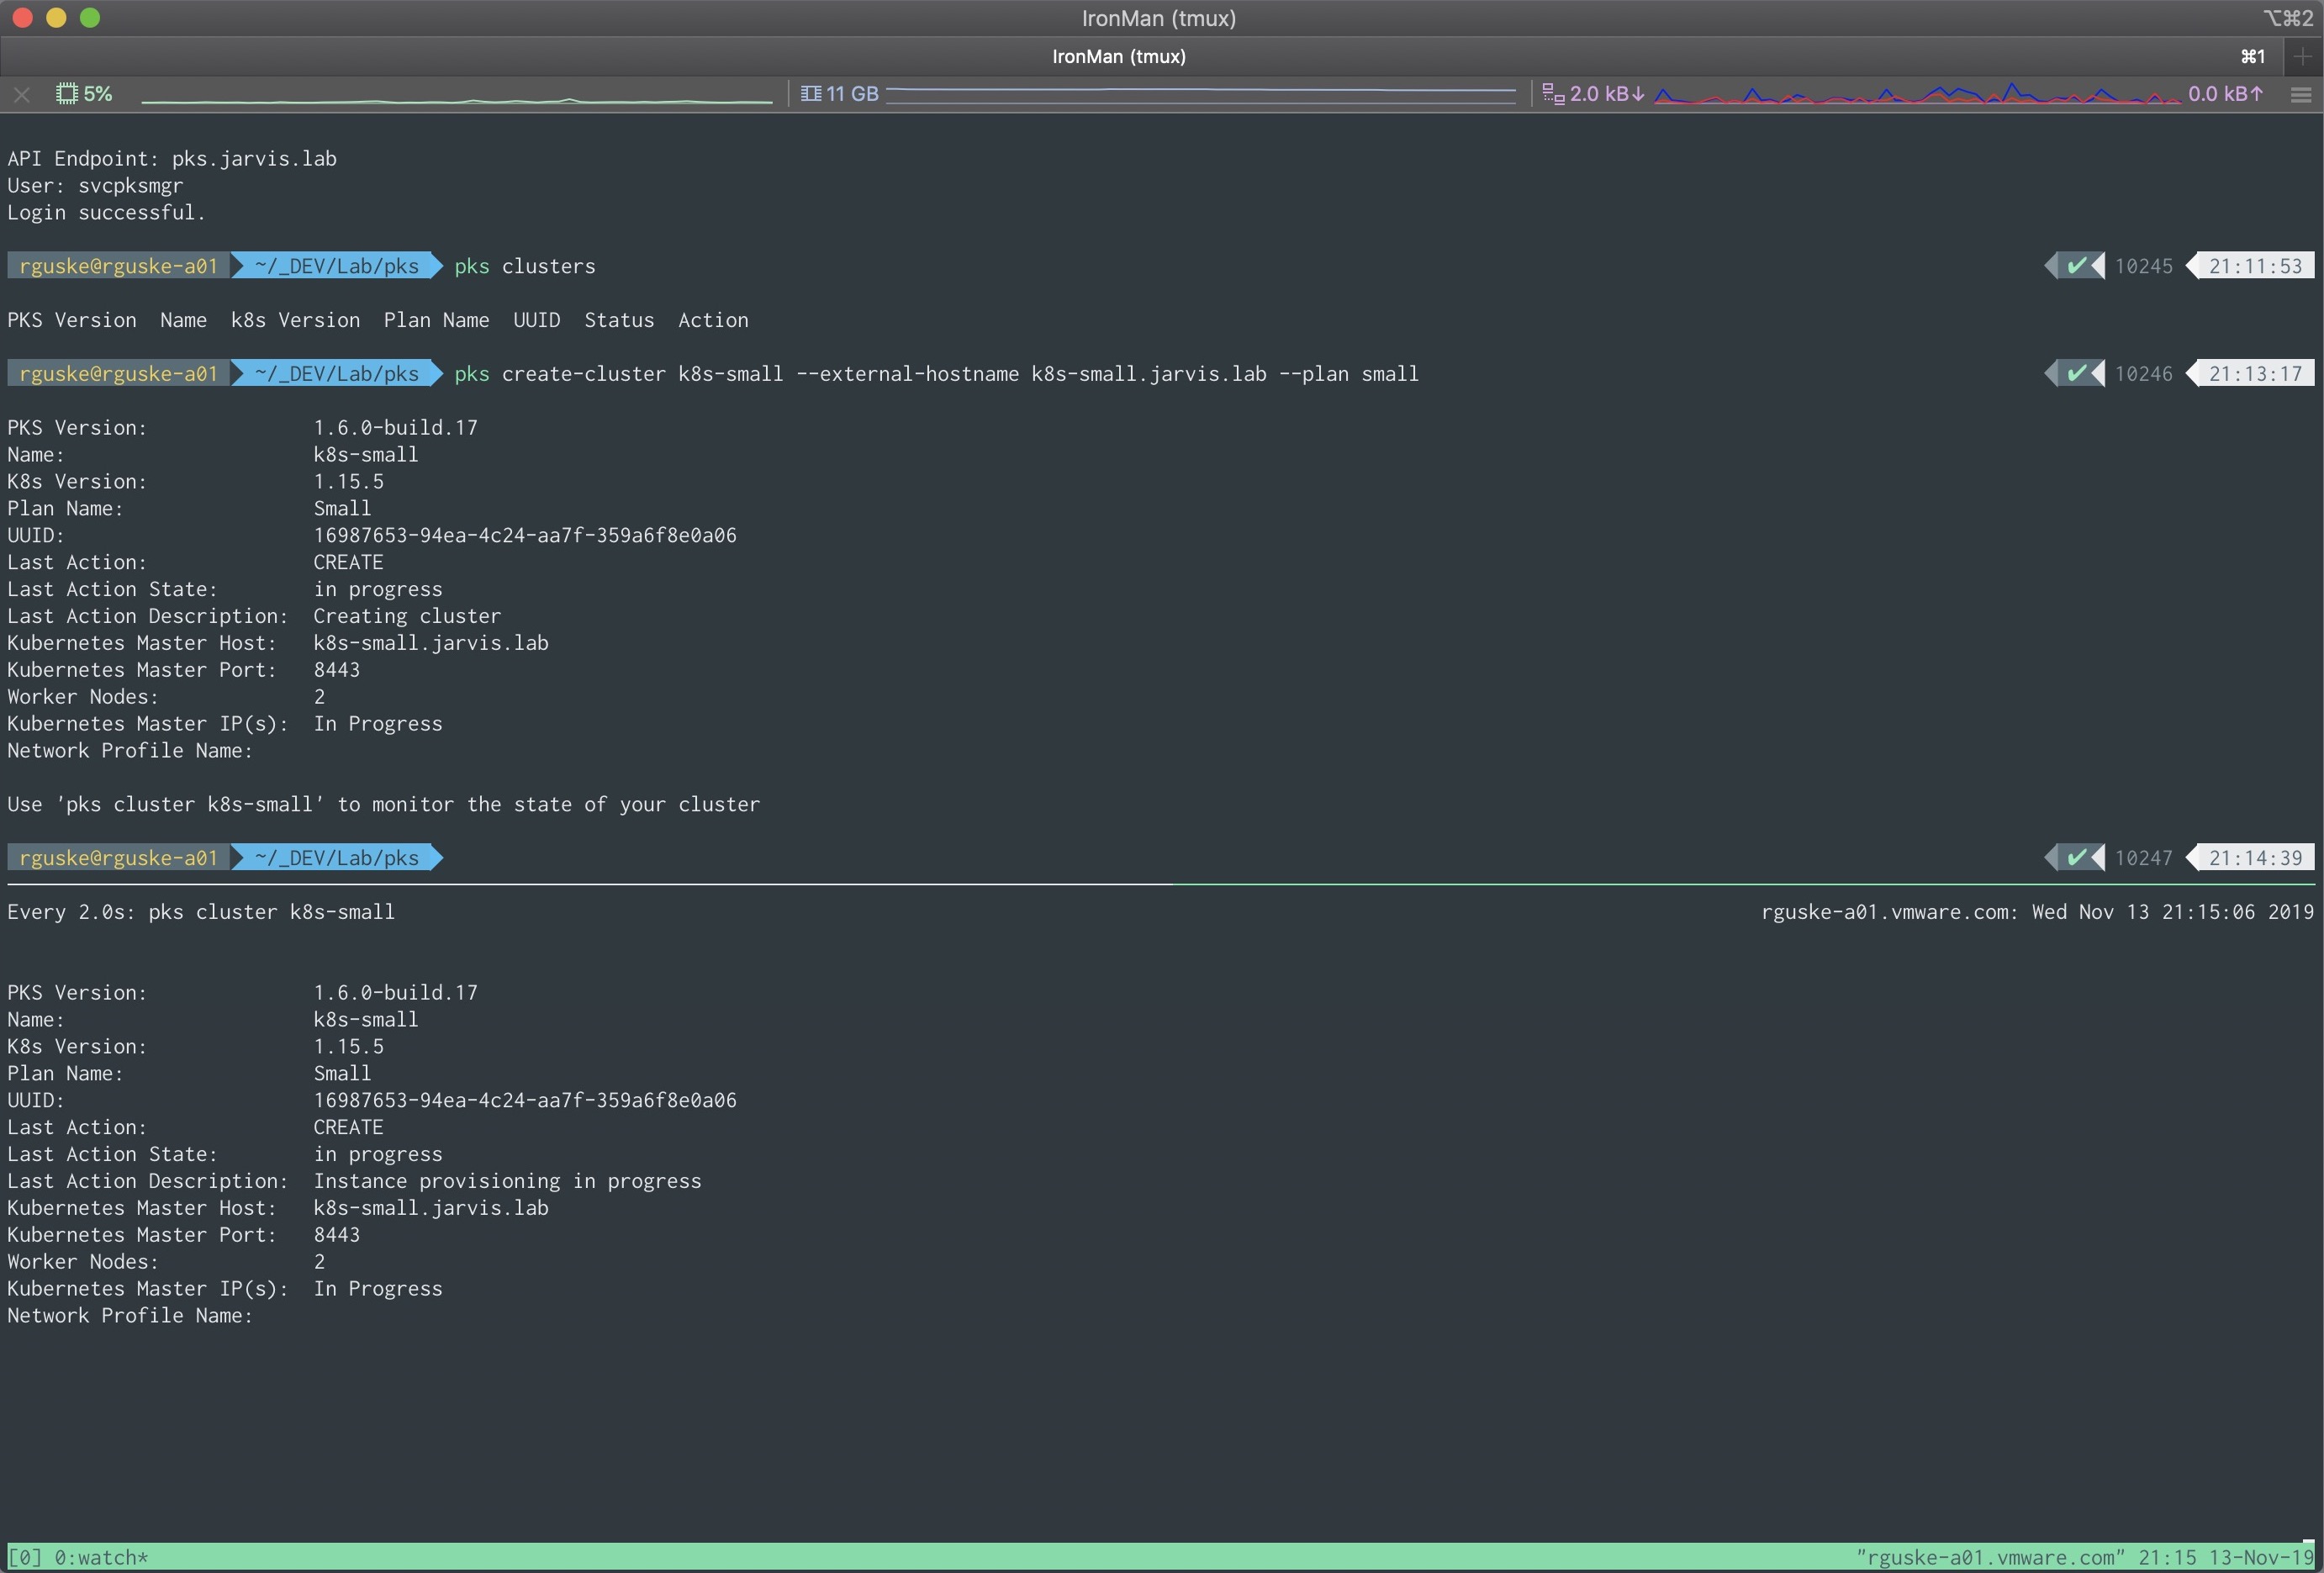 IronMan (tmux)
⌥⌘2
IronMan (tmux)
⌘1
5%
11 GB
2.0 kB↓
0.0 kB↑
API Endpoint: pks.jarvis.lab
User: svcpksmgr
Login successful.
rguske@rguske-a01 ~/_DEV/Lab/pks pks clusters ✔ 10245 21:11:53
PKS Version Name k8s Version Plan Name UUID Status Action
rguske@rguske-a01 ~/_DEV/Lab/pks pks create-cluster k8s-small --external-hostname k8s-small.jarvis.lab --plan small ✔ 10246 21:13:17
PKS Version: 1.6.0-build.17
Name: k8s-small
K8s Version: 1.15.5
Plan Name: Small
UUID: 16987653-94ea-4c24-aa7f-359a6f8e0a06
Last Action: CREATE
Last Action State: in progress
Last Action Description: Creating cluster
Kubernetes Master Host: k8s-small.jarvis.lab
Kubernetes Master Port: 8443
Worker Nodes: 2
Kubernetes Master IP(s): In Progress
Network Profile Name:
Use 'pks cluster k8s-small' to monitor the state of your cluster
rguske@rguske-a01 ~/_DEV/Lab/pks ✔ 10247 21:14:39
Every 2.0s: pks cluster k8s-small rguske-a01.vmware.com: Wed Nov 13 21:15:06 2019
PKS Version: 1.6.0-build.17
Name: k8s-small
K8s Version: 1.15.5
Plan Name: Small
UUID: 16987653-94ea-4c24-aa7f-359a6f8e0a06
Last Action: CREATE
Last Action State: in progress
Last Action Description: Instance provisioning in progress
Kubernetes Master Host: k8s-small.jarvis.lab
Kubernetes Master Port: 8443
Worker Nodes: 2
Kubernetes Master IP(s): In Progress
Network Profile Name:
[0] 0:watch* "rguske-a01.vmware.com" 21:15 13-Nov-19